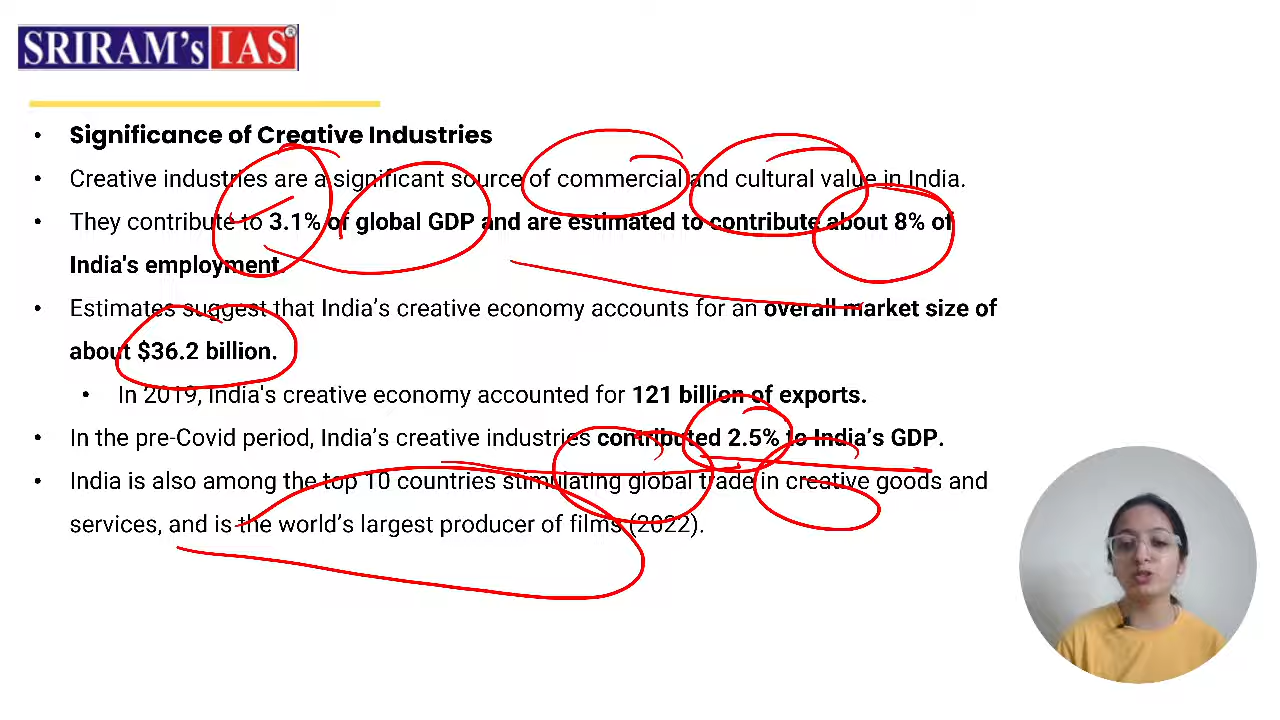 SRIRAM's IAS®
• Significance of Creative Industries
• Creative industries are a significant source of commercial and cultural value in India.
• They contribute to 3.1% of global GDP and are estimated to contribute about 8% of
India's employment.
• Estimates suggest that India’s creative economy accounts for an overall market size of
about $36.2 billion.
• In 2019, India's creative economy accounted for 121 billion of exports.
• In the pre-Covid period, India’s creative industries contributed 2.5% to India’s GDP.
• India is also among the top 10 countries stimulating global trade in creative goods and
services, and is the world’s largest producer of films (2022).